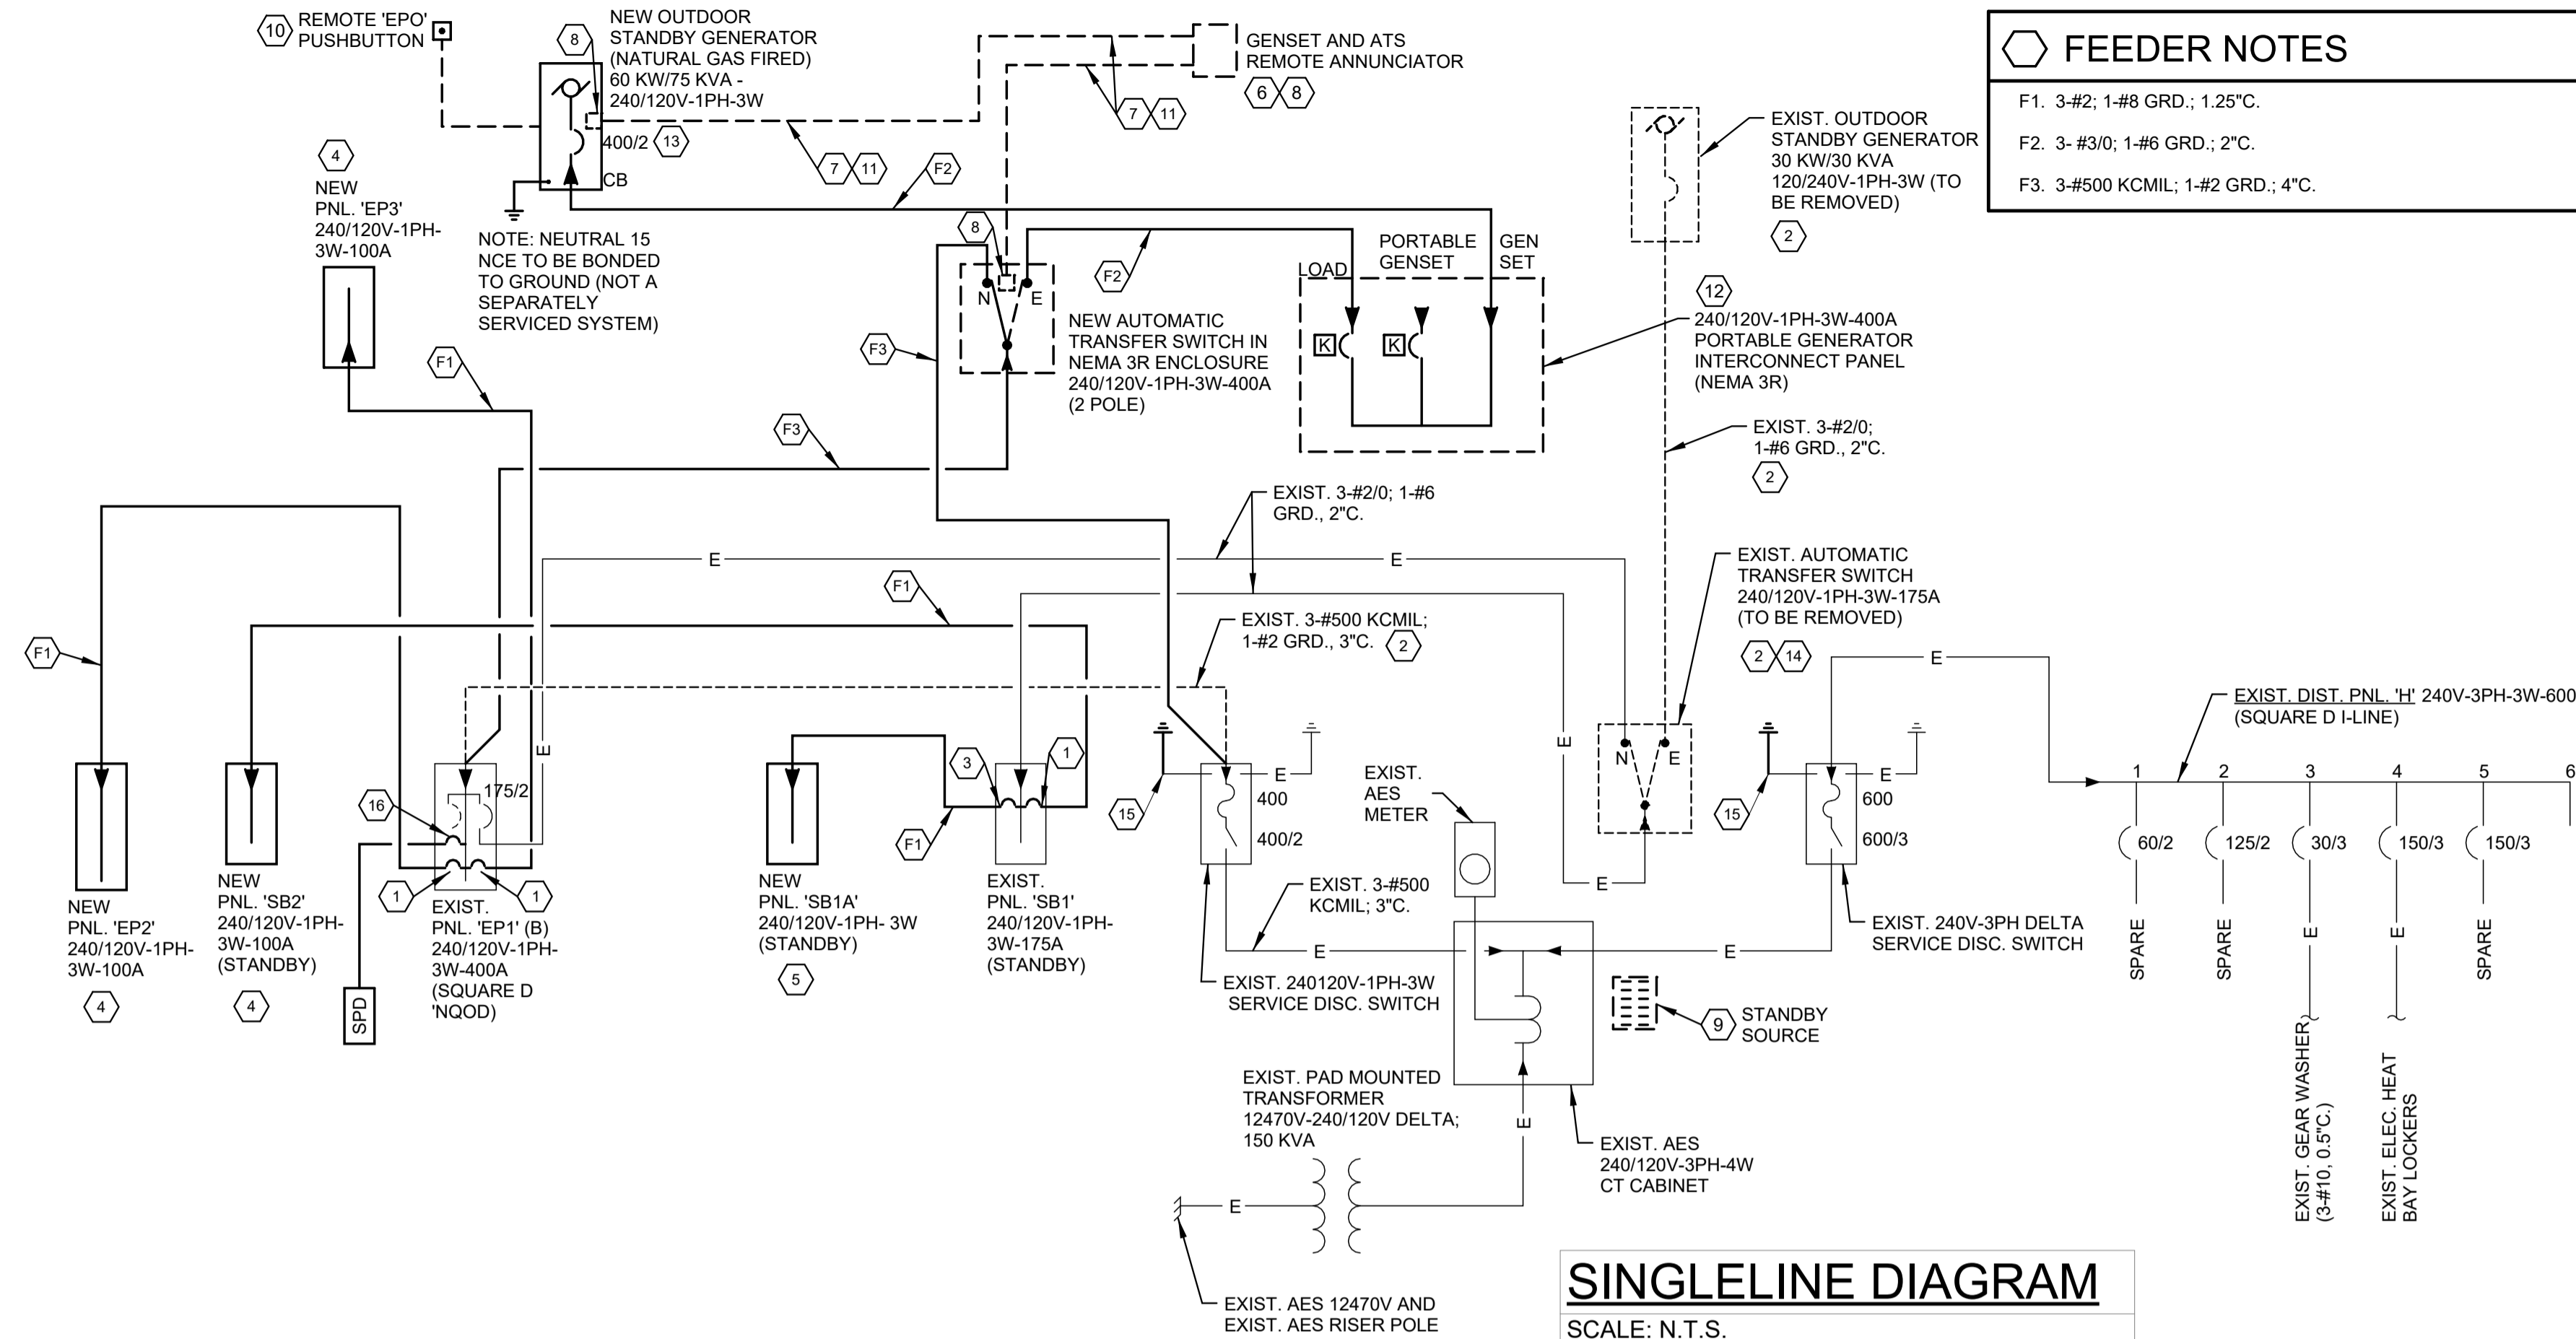 10
REMOTE 'EPO'
PUSHBUTTON
8
NEW OUTDOOR
STANDBY GENERATOR
(NATURAL GAS FIRED)
60 KW/75 KVA -
240/120V-1PH-3W
400/2
13
CB
GENSET AND ATS
REMOTE ANNUNCIATOR
6
8
7
11
7
11
F2
FEEDER NOTES
F1. 3-#2; 1-#8 GRD.; 1.25"C.
F2. 3- #3/0; 1-#6 GRD.; 2"C.
F3. 3-#500 KCMIL; 1-#2 GRD.; 4"C.
EXIST. OUTDOOR
STANDBY GENERATOR
30 KW/30 KVA
120/240V-1PH-3W (TO
BE REMOVED)
2
4
NEW
PNL. 'EP3'
240/120V-1PH-
3W-100A
NOTE: NEUTRAL 15
NCE TO BE BONDED
TO GROUND (NOT A
SEPARATELY
SERVICED SYSTEM)
8
N
E
F2
NEW AUTOMATIC
TRANSFER SWITCH IN
NEMA 3R ENCLOSURE
240/120V-1PH-3W-400A
(2 POLE)
LOAD
PORTABLE
GENSET
GEN
SET
K
K
12
240/120V-1PH-3W-400A
PORTABLE GENERATOR
INTERCONNECT PANEL
(NEMA 3R)
F1
F3
F3
EXIST. 3-#2/0;
1-#6 GRD., 2"C.
2
EXIST. 3-#2/0; 1-#6
GRD., 2"C.
E
E
F1
EXIST. 3-#500 KCMIL;
1-#2 GRD., 3"C.
2
EXIST. AUTOMATIC
TRANSFER SWITCH
240/120V-1PH-3W-175A
(TO BE REMOVED)
2
14
E
EXIST. DIST. PNL. 'H' 240V-3PH-3W-600
(SQUARE D I-LINE)
F1
NEW
PNL. 'EP2'
240/120V-1PH-
3W-100A
4
NEW
PNL. 'SB2'
240/120V-1PH-
3W-100A
(STANDBY)
4
16
175/2
E
1
1
EXIST.
PNL. 'EP1' (B)
240/120V-1PH-
3W-400A
(SQUARE D
'NQOD)
SPD
NEW
PNL. 'SB1A'
240/120V-1PH- 3W
(STANDBY)
5
3
1
F1
EXIST.
PNL. 'SB1'
240/120V-1PH-
3W-175A
(STANDBY)
15
E
400
400/2
EXIST.
AES
METER
E
N
E
E
15
E
600
600/3
EXIST. 3-#500
KCMIL; 3"C.
E
E
EXIST. 240120V-1PH-3W
SERVICE DISC. SWITCH
EXIST. 240V-3PH DELTA
SERVICE DISC. SWITCH
9
STANDBY
SOURCE
1
2
3
4
5
6
60/2
125/2
30/3
150/3
150/3
SPARE
SPARE
E
E
SPARE
EXIST. GEAR WASHER
(3-#10, 0.5"C.)
EXIST. ELEC. HEAT
BAY LOCKERS
EXIST. PAD MOUNTED
TRANSFORMER
12470V-240/120V DELTA;
150 KVA
E
EXIST. AES
240/120V-3PH-4W
CT CABINET
E
EXIST. AES 12470V AND
EXIST. AES RISER POLE
SINGLELINE DIAGRAM
SCALE: N.T.S.